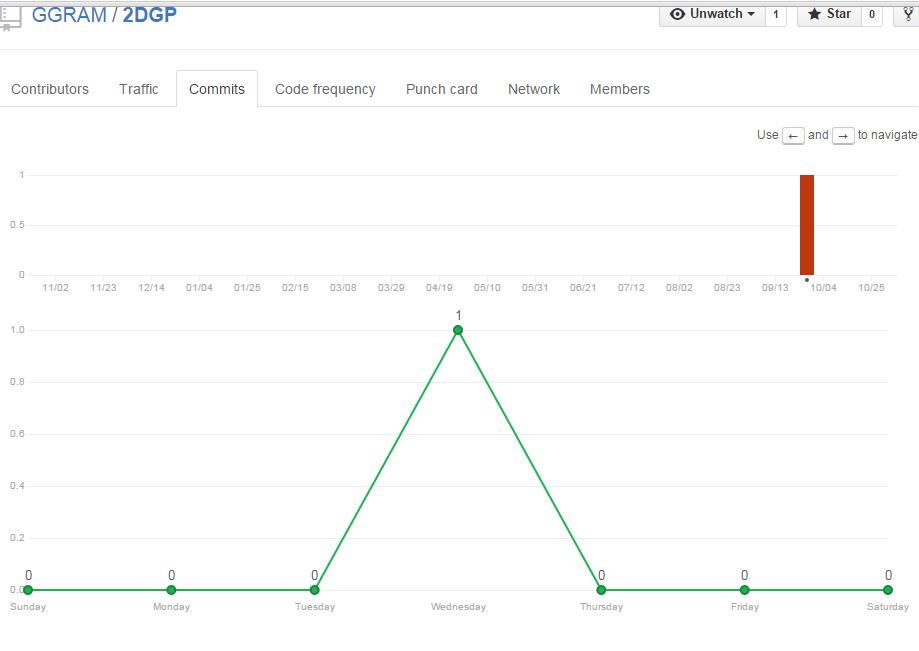 GGRAM / 2DGP Unwatch 1 Star 0
Contributors Traffic Commits Code frequency Punch card Network Members
Use ← and → to navigate
1
0.5
0
11/02 11/23 12/14 01/04 01/25 02/15 03/08 03/29 04/19 05/10 05/31 06/21 07/12 08/02 08/23 09/13 10/04 10/25
1
1.0
0.8
0.6
0.4
0.2
0 0 0 0 0 0
0.0
Sunday Monday Tuesday Wednesday Thursday Friday Saturday